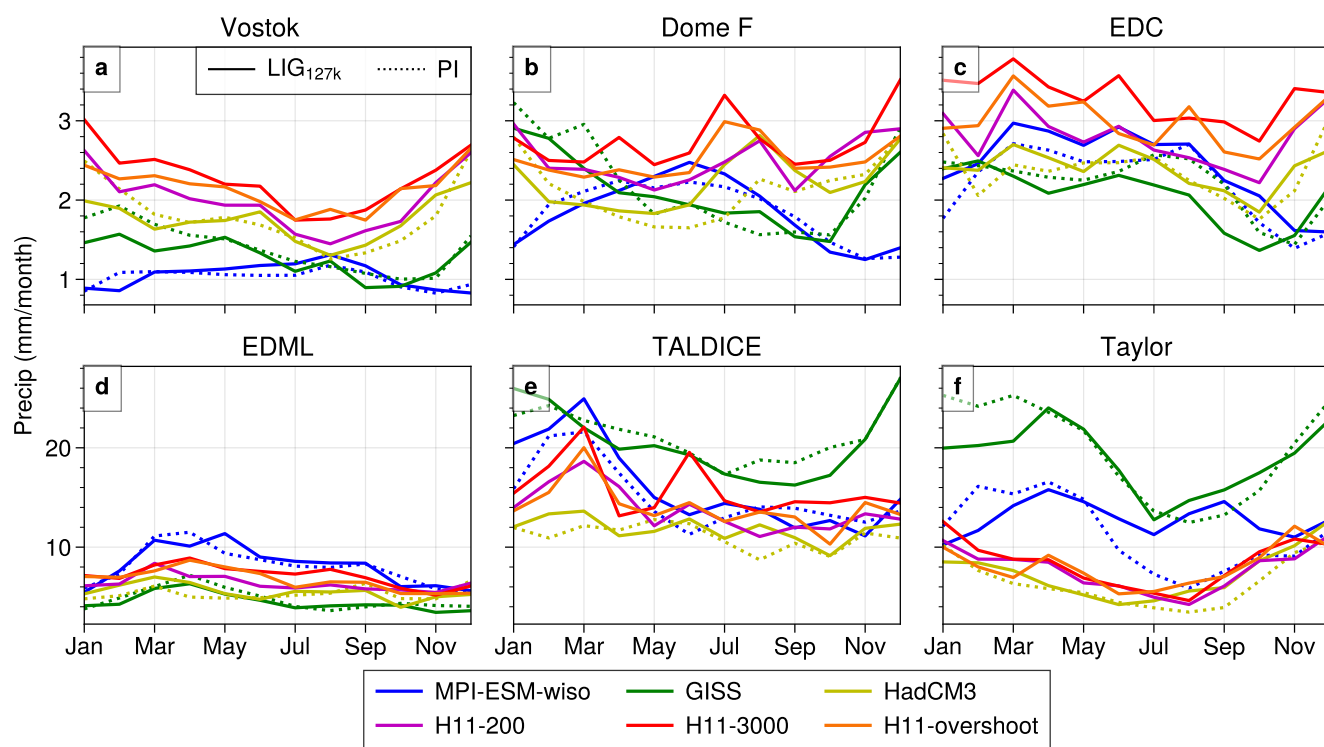 Vostok Dome F EDC
a LIG127k PI b c
3
2
1
Precip (mm/month)
EDML TALDICE Taylor
d e f
20
10
Jan Mar May Jul Sep Nov Jan Mar May Jul Sep Nov Jan Mar May Jul Sep Nov
MPI-ESM-wiso GISS HadCM3
H11-200 H11-3000 H11-overshoot